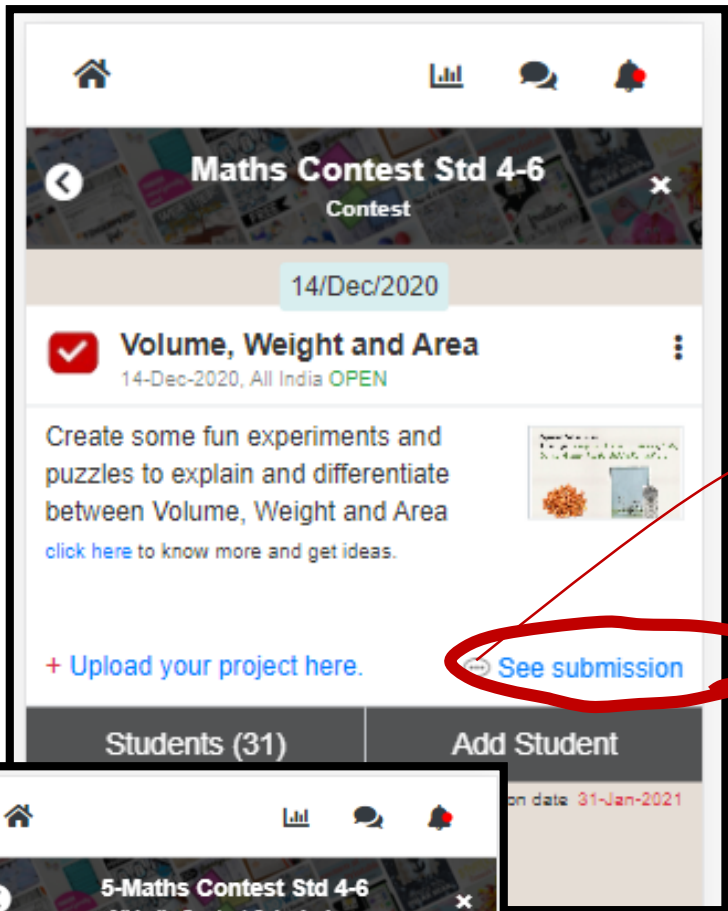 Maths Contest Std 4-6
Contest
14/Dec/2020
Volume, Weight and Area
14-Dec-2020, All India OPEN
Create some fun experiments and
puzzles to explain and differentiate
between Volume, Weight and Area
click here to know more and get ideas.
+ Upload your project here.
See submission
Students (31)
Add Student
on date 31-Jan-2021
5-Maths Contest Std 4-6